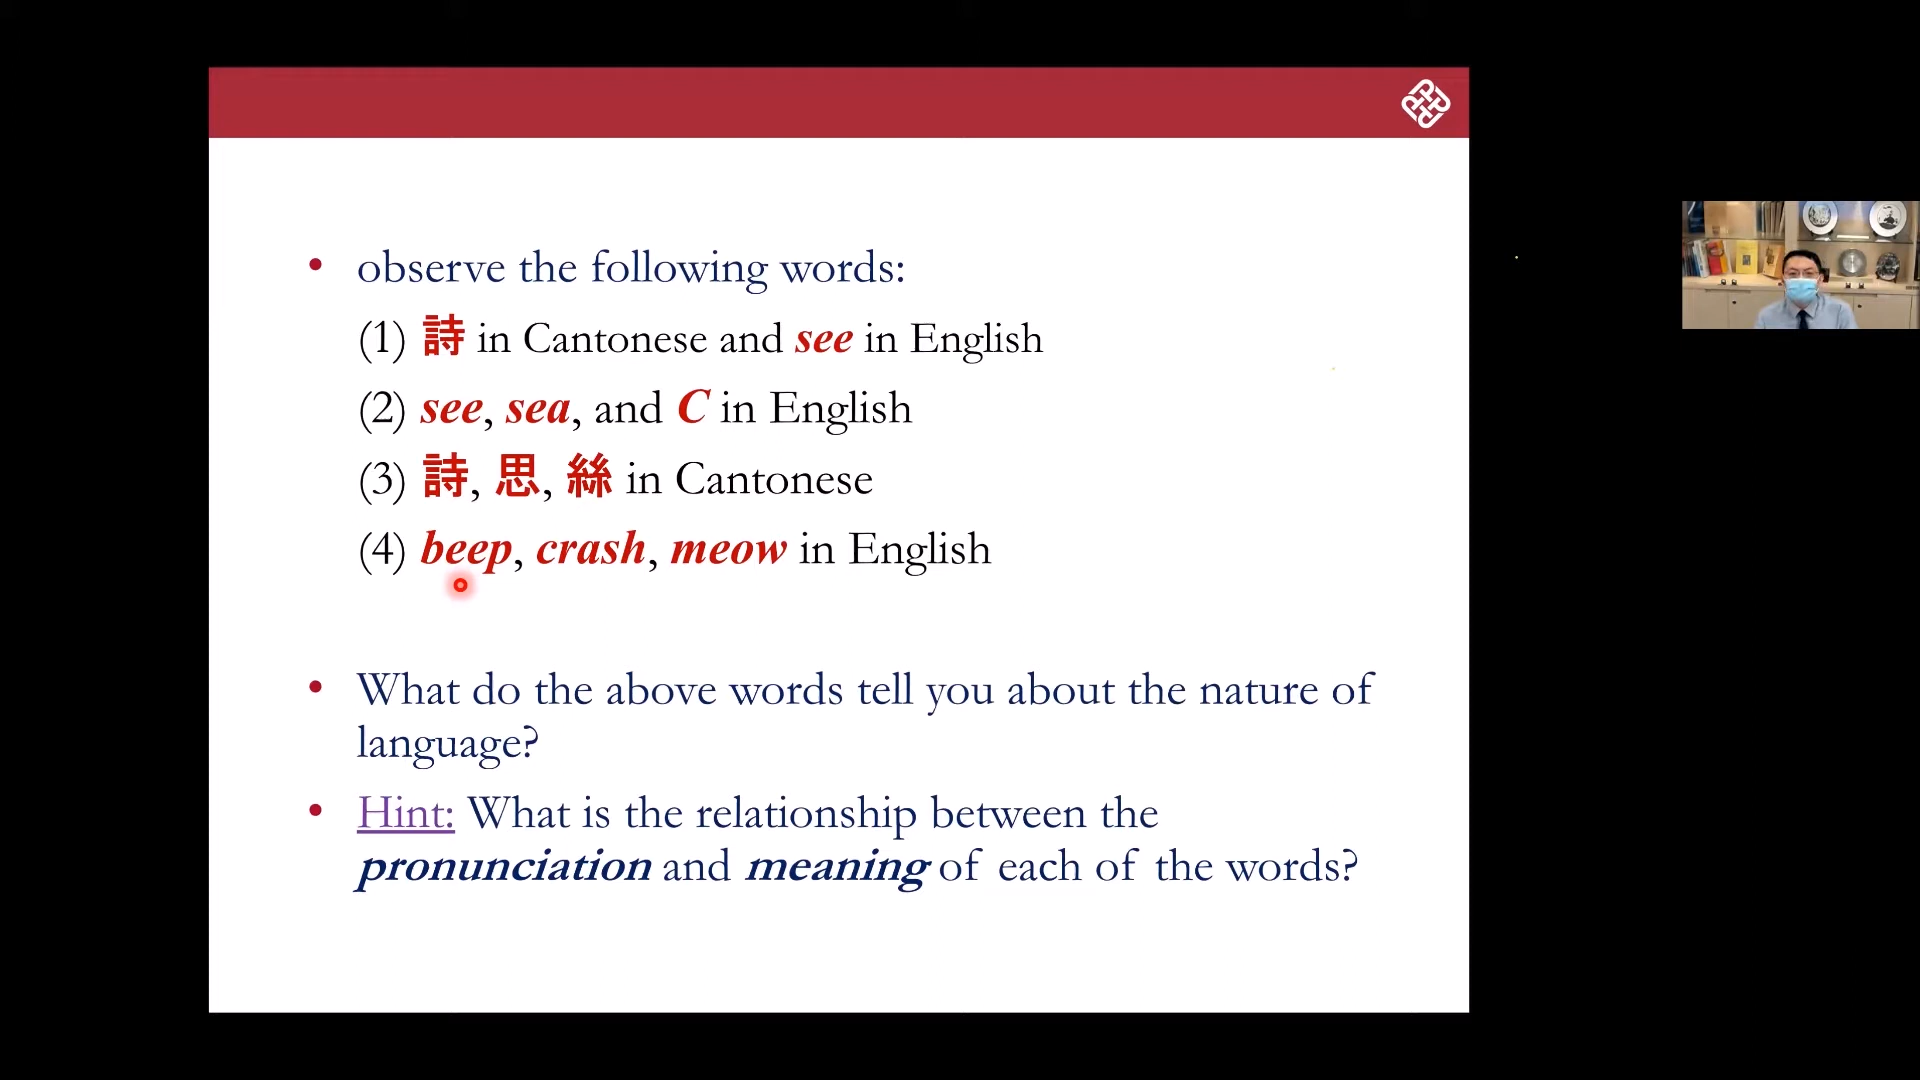 • observe the following words:
(1) 詩 in Cantonese and see in English
(2) see, sea, and C in English
(3) 詩, 思, 絲 in Cantonese
(4) beep, crash, meow in English
• What do the above words tell you about the nature of
language?
• Hint: What is the relationship between the
pronunciation and meaning of each of the words?